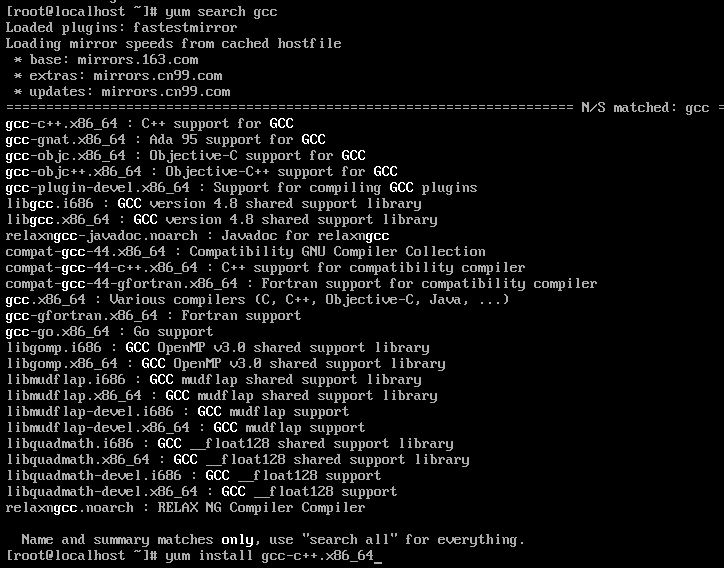 [root@localhost ~]# yum search gcc
Loaded plugins: fastestmirror
Loading mirror speeds from cached hostfile
 * base: mirrors.163.com
 * extras: mirrors.cn99.com
 * updates: mirrors.cn99.com
======================================================================= N/S matched: gcc =
gcc-c++.x86_64 : C++ support for GCC
gcc-gnat.x86_64 : Ada 95 support for GCC
gcc-objc.x86_64 : Objective-C support for GCC
gcc-objc++.x86_64 : Objective-C++ support for GCC
gcc-plugin-devel.x86_64 : Support for compiling GCC plugins
libgcc.i686 : GCC version 4.8 shared support library
libgcc.x86_64 : GCC version 4.8 shared support library
relaxngcc-javadoc.noarch : Javadoc for relaxngcc
compat-gcc-44.x86_64 : Compatibility GNU Compiler Collection
compat-gcc-44-c++.x86_64 : C++ support for compatibility compiler
compat-gcc-44-gfortran.x86_64 : Fortran support for compatibility compiler
gcc.x86_64 : Various compilers (C, C++, Objective-C, Java, ...)
gcc-gfortran.x86_64 : Fortran support
gcc-go.x86_64 : Go support
libgomp.i686 : GCC OpenMP v3.0 shared support library
libgomp.x86_64 : GCC OpenMP v3.0 shared support library
libmudflap.i686 : GCC mudflap shared support library
libmudflap.x86_64 : GCC mudflap shared support library
libmudflap-devel.i686 : GCC mudflap support
libmudflap-devel.x86_64 : GCC mudflap support
libquadmath.i686 : GCC __float128 shared support library
libquadmath.x86_64 : GCC __float128 shared support library
libquadmath-devel.i686 : GCC __float128 support
libquadmath-devel.x86_64 : GCC __float128 support
relaxngcc.noarch : RELAX NG Compiler Compiler

  Name and summary matches only, use "search all" for everything.
[root@localhost ~]# yum install gcc-c++.x86_64_